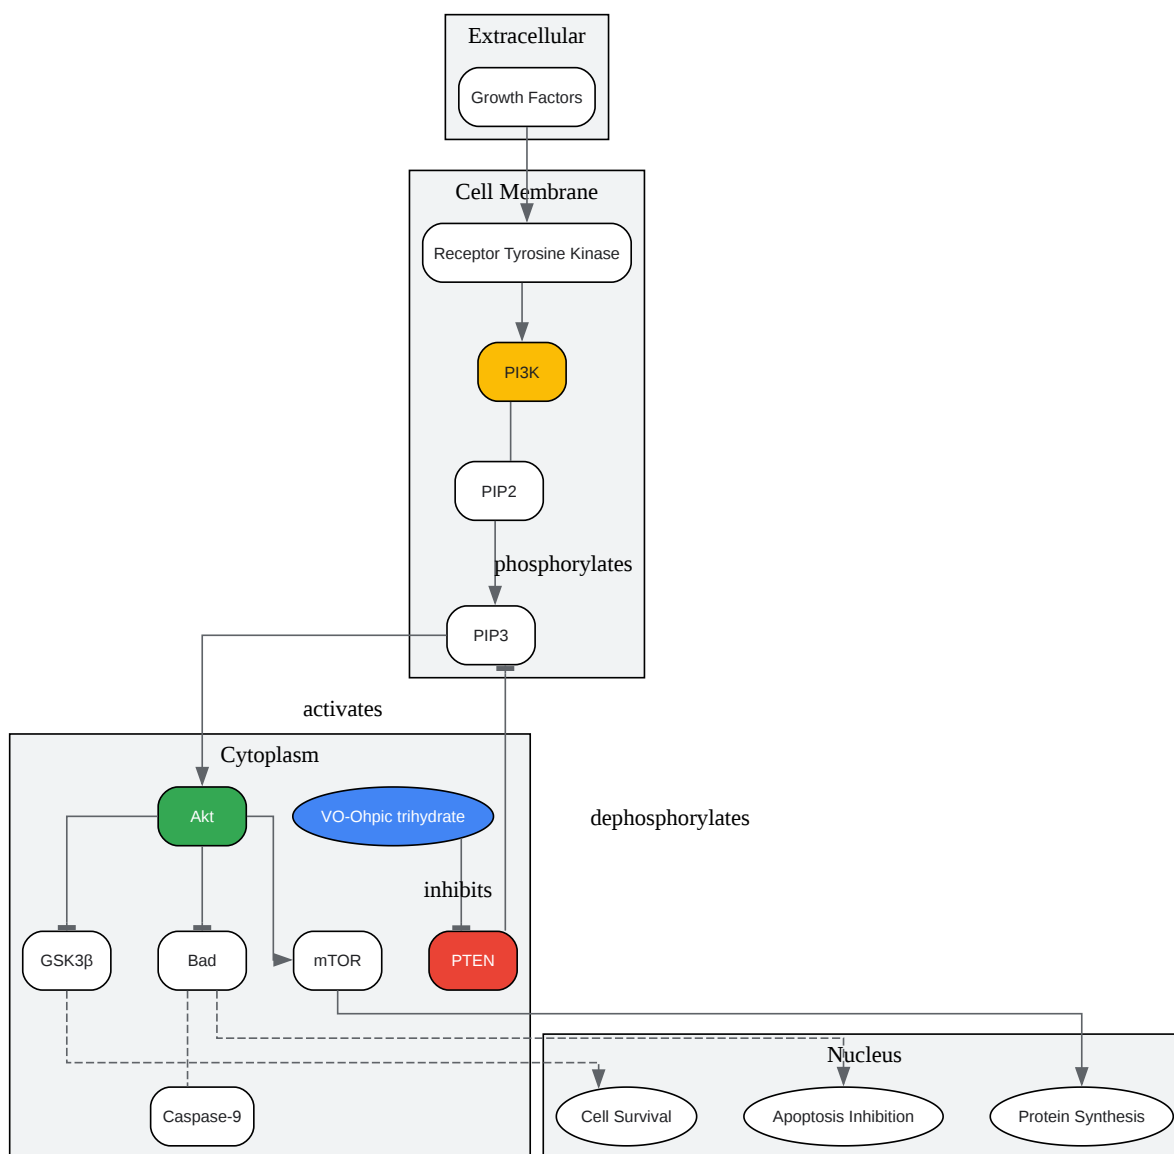 Extracellular
Growth Factors
Cell Membrane
Receptor Tyrosine Kinase
PI3K
PIP2
phosphorylates
PIP3
activates
Cytoplasm
Akt
VO-Ohpic trihydrate
dephosphorylates
inhibits
GSK3β
Bad
mTOR
PTEN
Nucleus
Caspase-9
Cell Survival
Apoptosis Inhibition
Protein Synthesis